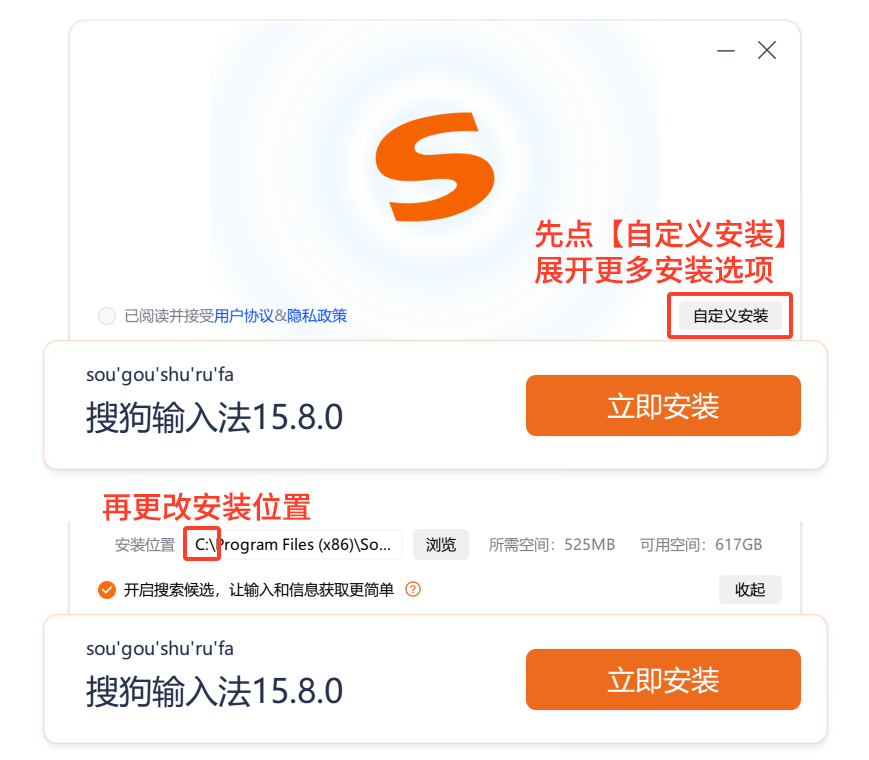 先点【自定义安装】
展开更多安装选项
已阅读并接受用户协议&隐私政策
自定义安装
sou'gou'shu'ru'fa
搜狗输入法15.8.0
立即安装
再更改安装位置
安装位置 C:\Program Files (x86)\So... 浏览 所需空间：525MB 可用空间：617GB
开启搜索候选，让输入和信息获取更简单 ? 收起
sou'gou'shu'ru'fa
搜狗输入法15.8.0
立即安装